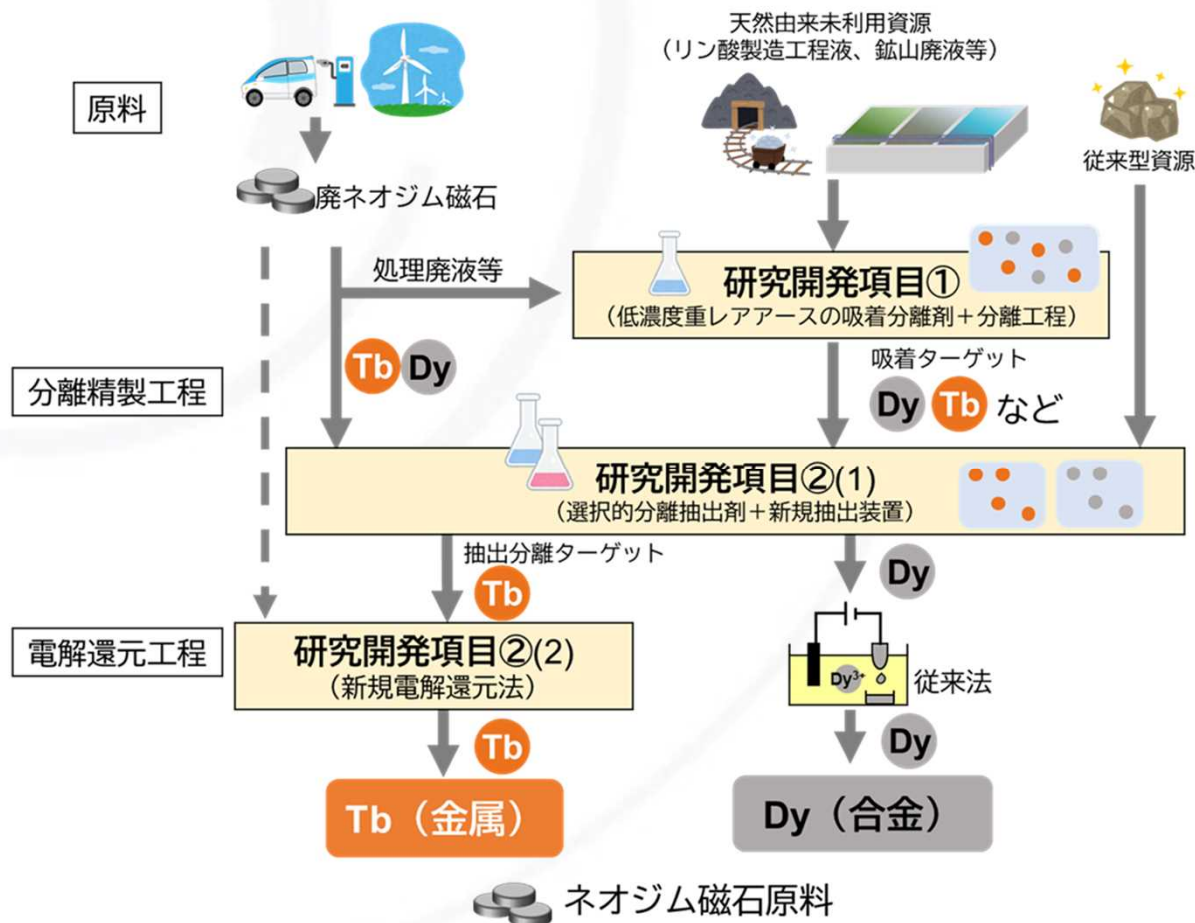 天然由来未利用資源
（リン酸製造工程液、鉱山廃液等）
原料
従来型資源
廃ネオジム磁石
処理廃液等
研究開発項目①
（低濃度重レアアースの吸着分離剤＋分離工程）
Tb Dy
吸着ターゲット
分離精製工程
Dy Tb など
研究開発項目②(1)
（選択的分離抽出剤＋新規抽出装置）
抽出分離ターゲット
Dy
Tb
電解還元工程
研究開発項目②(2)
（新規電解還元法）
Dy³⁺
従来法
Tb
Dy
Tb（金属）
Dy（合金）
ネオジム磁石原料